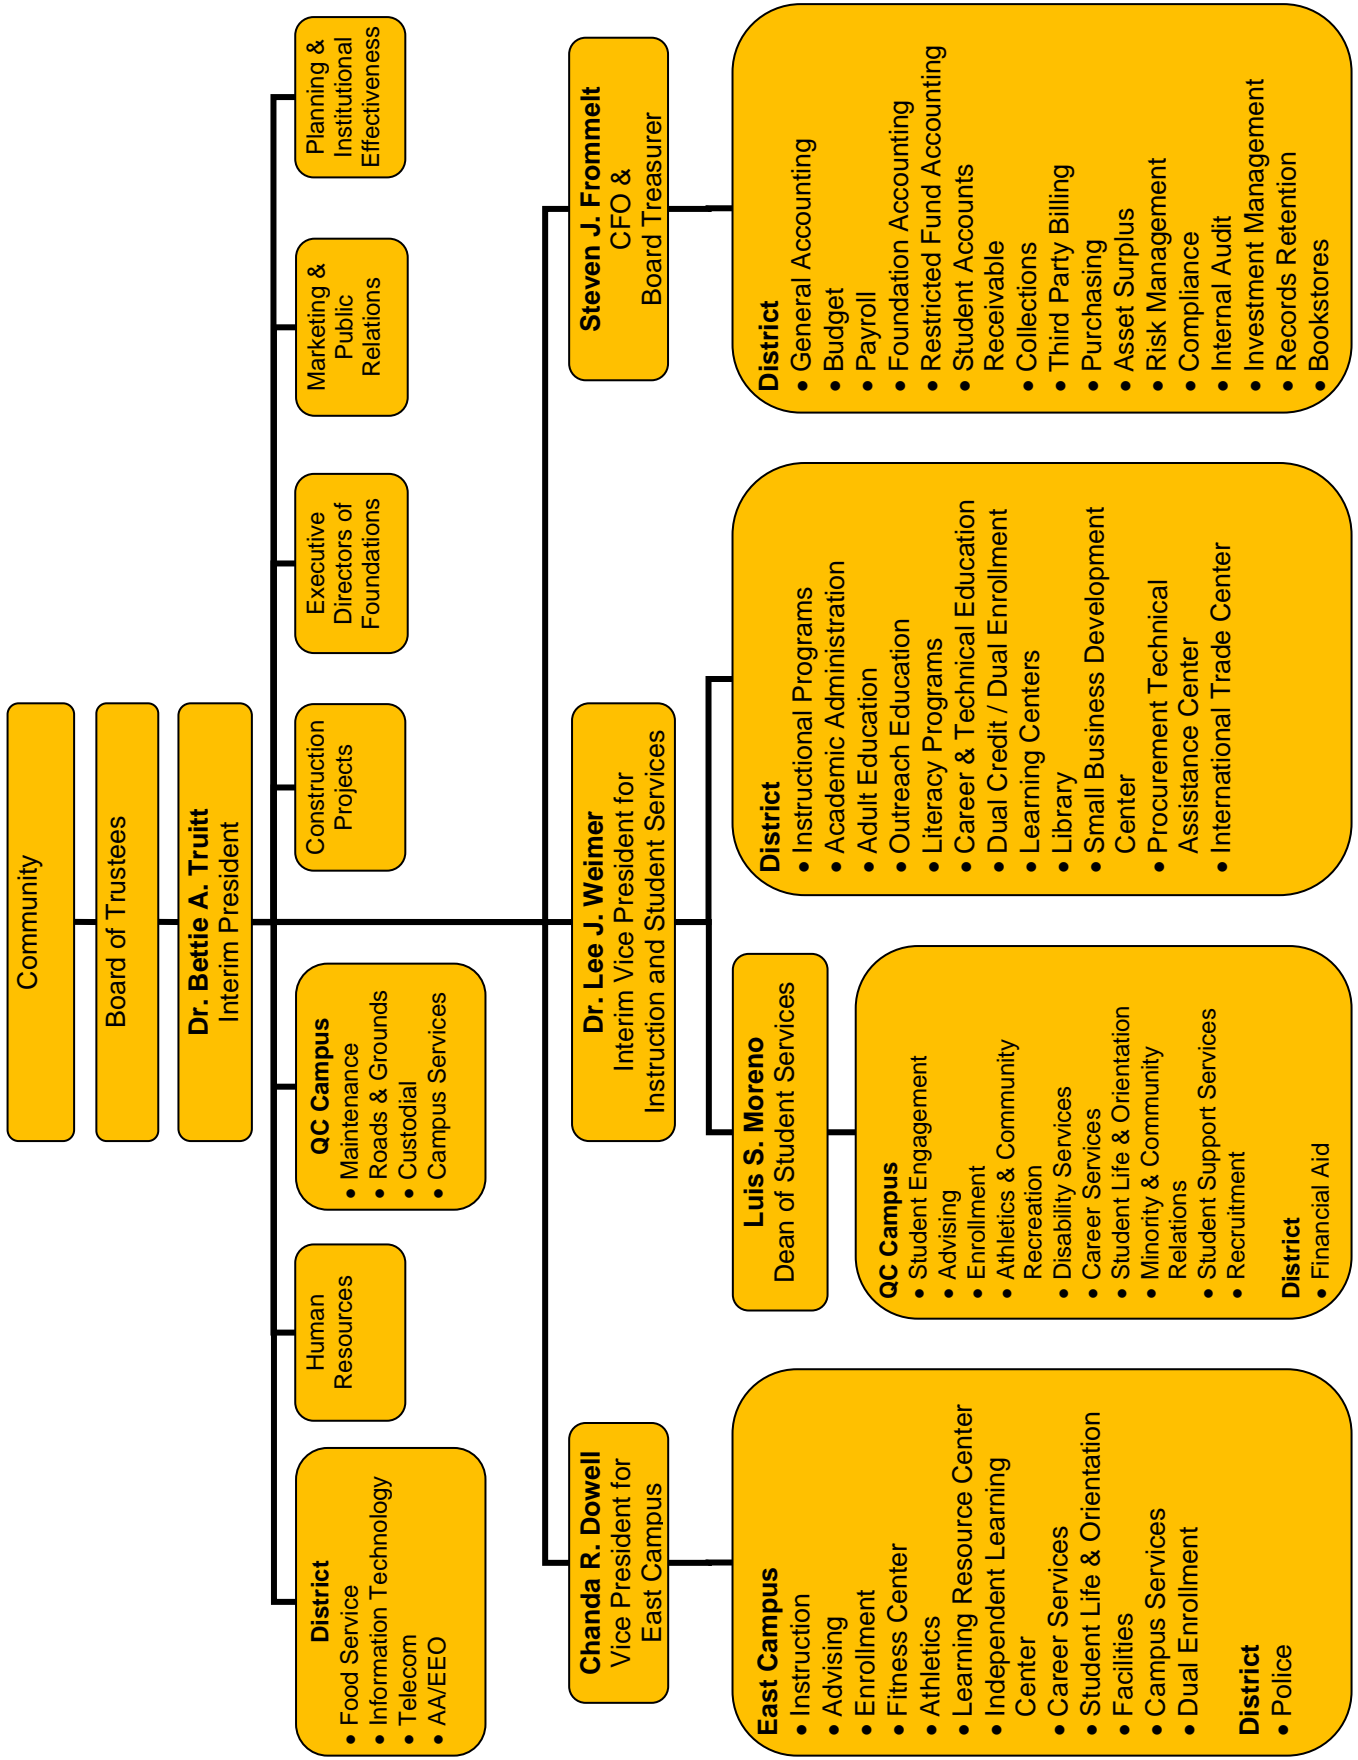 Community
Board of Trustees
Dr. Bettie A. Truitt
Interim President
District
• Food Service
• Information Technology
• Telecom
• AA/EEO
Human
Resources
QC Campus
• Maintenance
• Roads & Grounds
• Custodial
• Campus Services
Construction
Projects
Executive
Directors of
Foundations
Marketing &
Public
Relations
Planning &
Institutional
Effectiveness
Chanda R. Dowell
Vice President for
East Campus
Dr. Lee J. Weimer
Interim Vice President for
Instruction and Student Services
Steven J. Frommelt
CFO &
Board Treasurer
East Campus
• Instruction
• Advising
• Enrollment
• Fitness Center
• Athletics
• Learning Resource Center
• Independent Learning
Center
• Career Services
• Student Life & Orientation
• Facilities
• Campus Services
• Dual Enrollment
District
• Police
Luis S. Moreno
Dean of Student Services
QC Campus
• Student Engagement
• Advising
• Enrollment
• Athletics & Community
Recreation
• Disability Services
• Career Services
• Student Life & Orientation
• Minority & Community
Relations
• Student Support Services
• Recruitment
District
• Financial Aid
District
• Instructional Programs
• Academic Administration
• Adult Education
• Outreach Education
• Literacy Programs
• Career & Technical Education
• Dual Credit / Dual Enrollment
• Learning Centers
• Library
• Small Business Development
Center
• Procurement Technical
Assistance Center
• International Trade Center
District
• General Accounting
• Budget
• Payroll
• Foundation Accounting
• Restricted Fund Accounting
• Student Accounts
Receivable
• Collections
• Third Party Billing
• Purchasing
• Asset Surplus
• Risk Management
• Compliance
• Internal Audit
• Investment Management
• Records Retention
• Bookstores